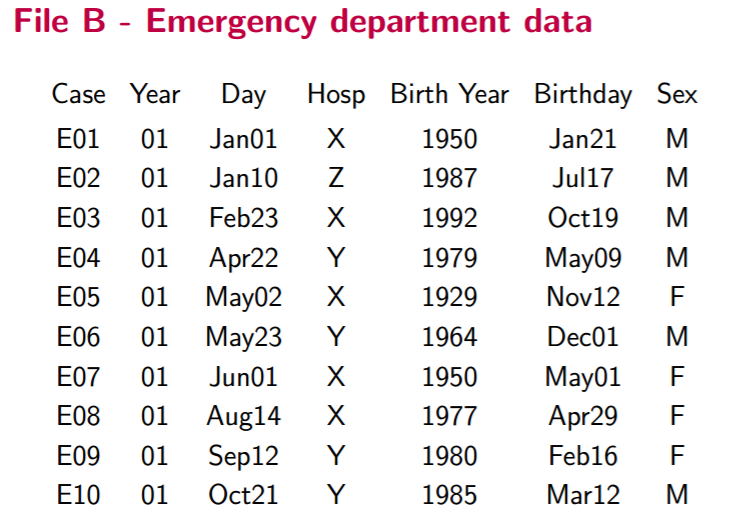 File B - Emergency department data
Case Year Day Hosp Birth Year Birthday Sex
E01 01 Jan01 X 1950 Jan21 M
E02 01 Jan10 Z 1987 Jul17 M
E03 01 Feb23 X 1992 Oct19 M
E04 01 Apr22 Y 1979 May09 M
E05 01 May02 X 1929 Nov12 F
E06 01 May23 Y 1964 Dec01 M
E07 01 Jun01 X 1950 May01 F
E08 01 Aug14 X 1977 Apr29 F
E09 01 Sep12 Y 1980 Feb16 F
E10 01 Oct21 Y 1985 Mar12 M